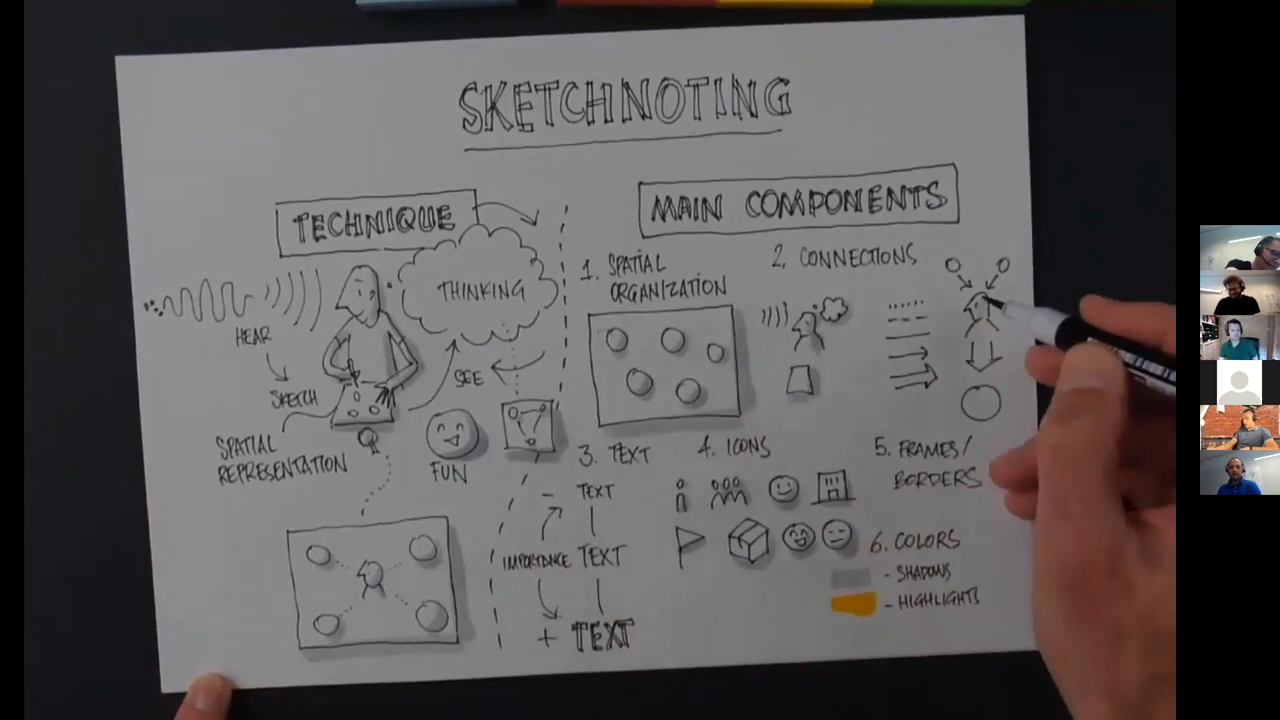 SKETCHNOTING
TECHNIQUE
THINKING
HEAR
SKETCH
SEE
SPATIAL
REPRESENTATION
FUN
MAIN COMPONENTS
1. SPATIAL
ORGANIZATION
2. CONNECTIONS
3. TEXT
- TEXT
IMPORTANCE TEXT
+ TEXT
4. ICONS
5. FRAMES/
BORDERS
6. COLORS
- SHADOWS
- HIGHLIGHTS